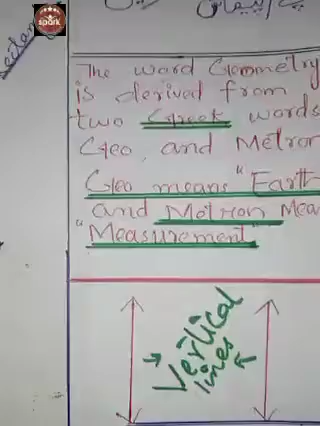 spark
The word Geometry
is derived from
two Greek words
Geo, and Metron
Geo means "Earth
and Metron Mea
"Measurement"
Vertical
lines